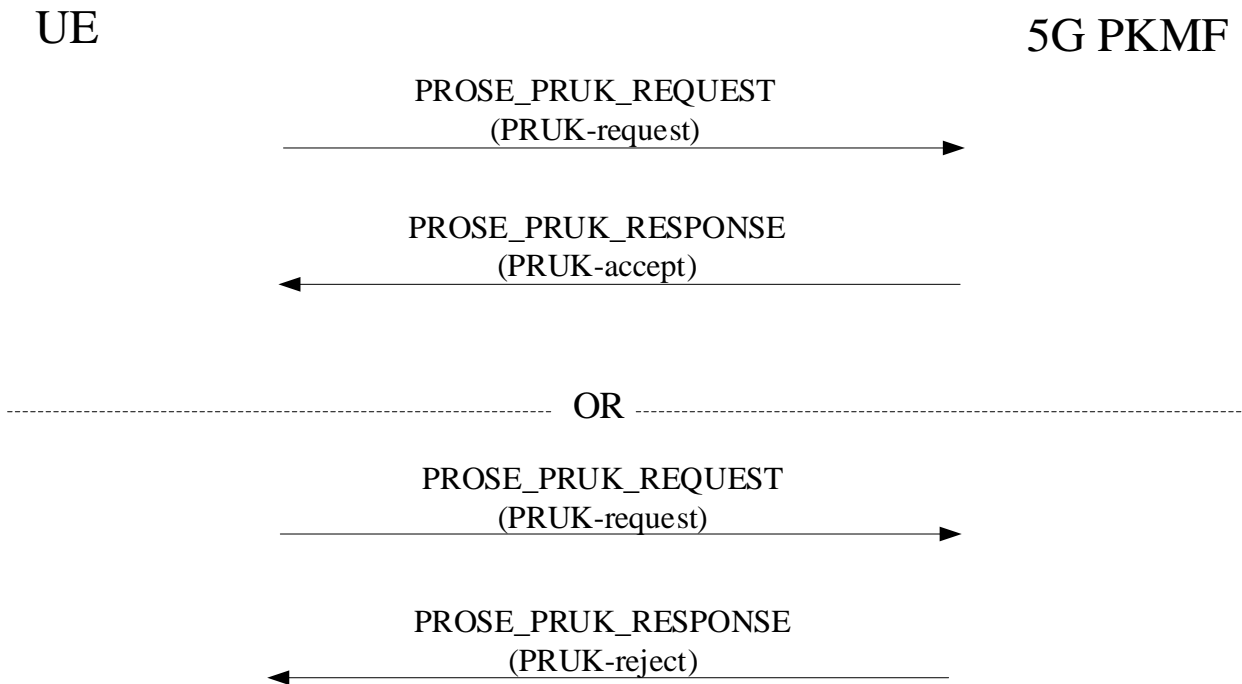 UE
5G PKMF
PROSE_PRUK_REQUEST
(PRUK-request)
PROSE_PRUK_RESPONSE
(PRUK-accept)
OR
PROSE_PRUK_REQUEST
(PRUK-request)
PROSE_PRUK_RESPONSE
(PRUK-reject)